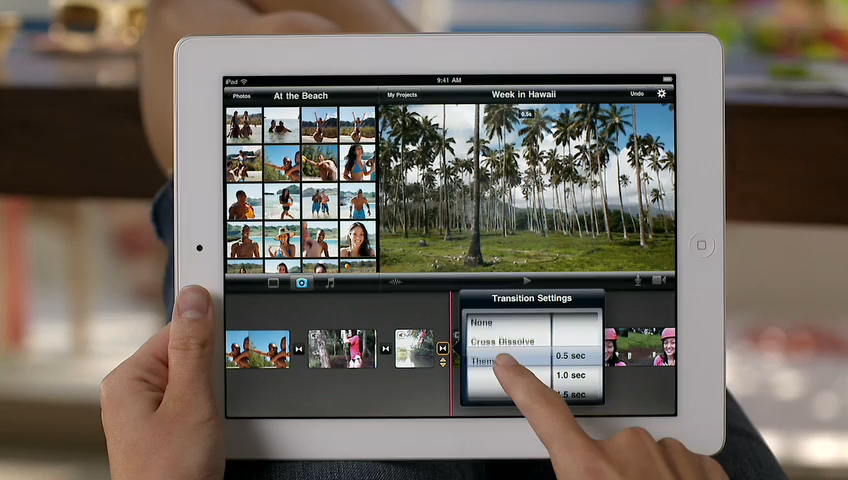 iPad
9:41 AM
Photos
At the Beach
My Projects
Week in Hawaii
Undo
0.5s
Transition Settings
None
Cross Dissolve
0.5 sec
1.0 sec